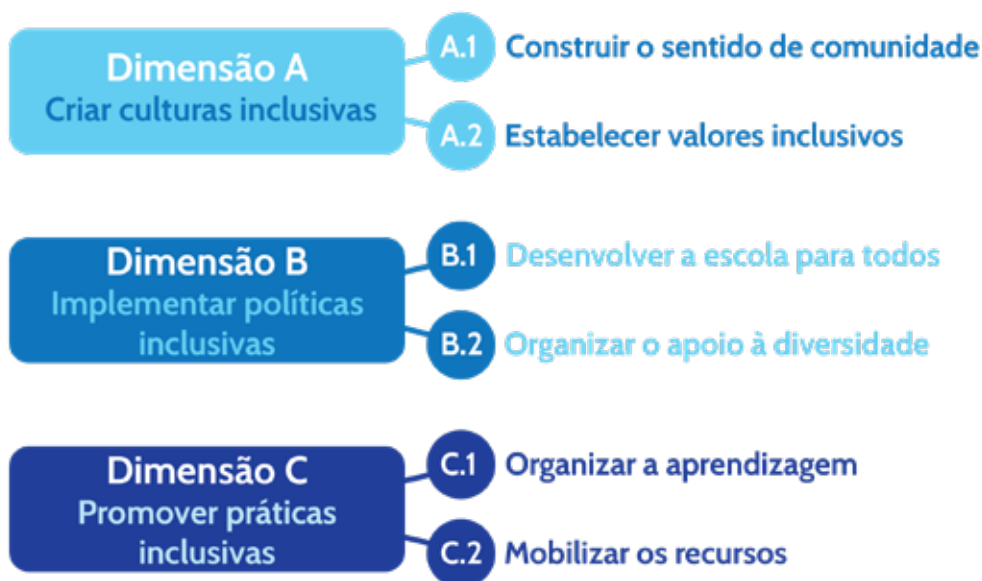 Dimensão A
Criar culturas inclusivas
A.1 Construir o sentido de comunidade
A.2 Estabelecer valores inclusivos
Dimensão B
Implementar políticas
inclusivas
B.1 Desenvolver a escola para todos
B.2 Organizar o apoio à diversidade
Dimensão C
Promover práticas
inclusivas
C.1 Organizar a aprendizagem
C.2 Mobilizar os recursos